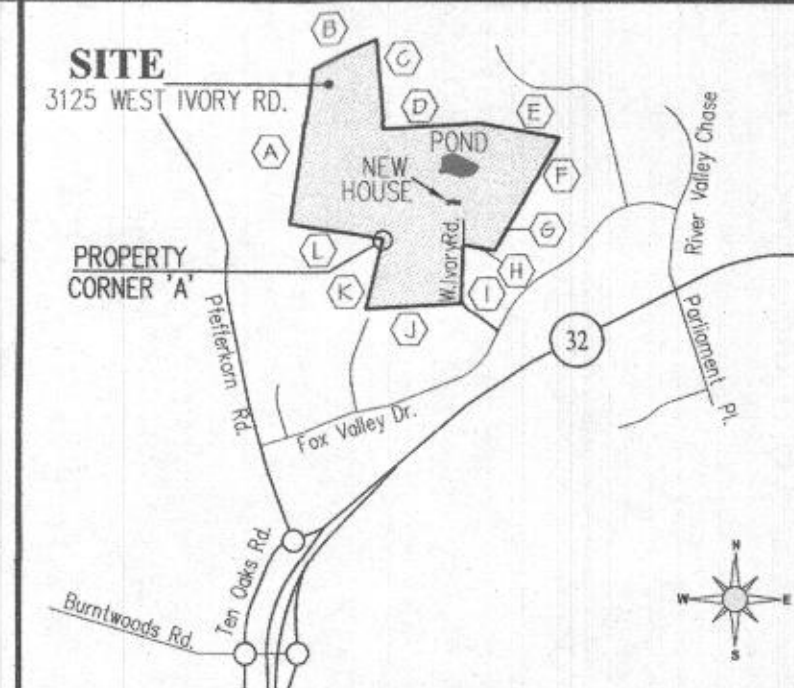 B
C
SITE
3125 WEST IVORY RD.
D
E
POND
A
NEW
HOUSE
F
River Valley Chase
G
L
PROPERTY
CORNER 'A'
W.Ivory Rd.
H
K
I
J
Pfefferkorn Rd.
32
Parliament Pl.
Fox Valley Dr.
Ten Oaks Rd.
Burntwoods Rd.
N
W
E
S